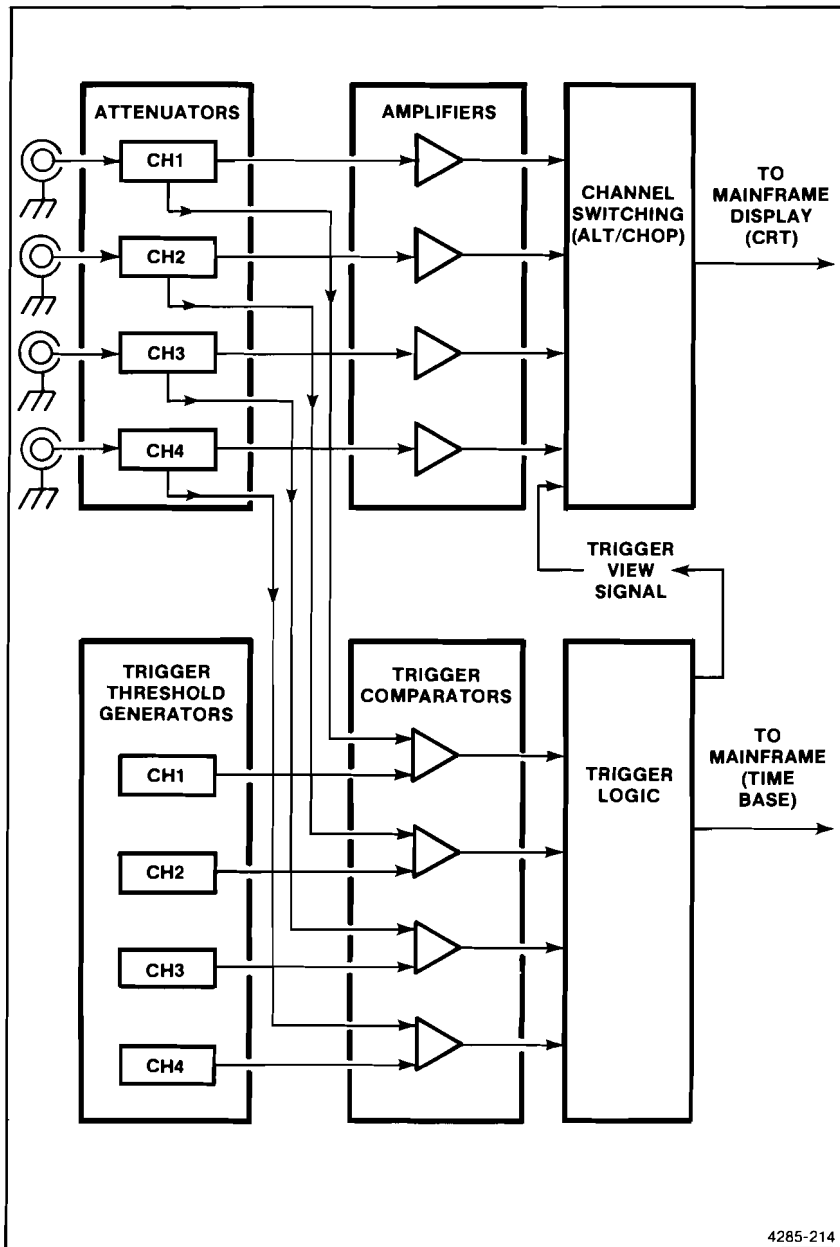 ATTENUATORS
CH1
CH2
CH3
CH4
AMPLIFIERS
CHANNEL
SWITCHING
(ALT/CHOP)
TO
MAINFRAME
DISPLAY
(CRT)
TRIGGER
VIEW
SIGNAL
TRIGGER
THRESHOLD
GENERATORS
CH1
CH2
CH3
CH4
TRIGGER
COMPARATORS
TRIGGER
LOGIC
TO
MAINFRAME
(TIME
BASE)
4285-214